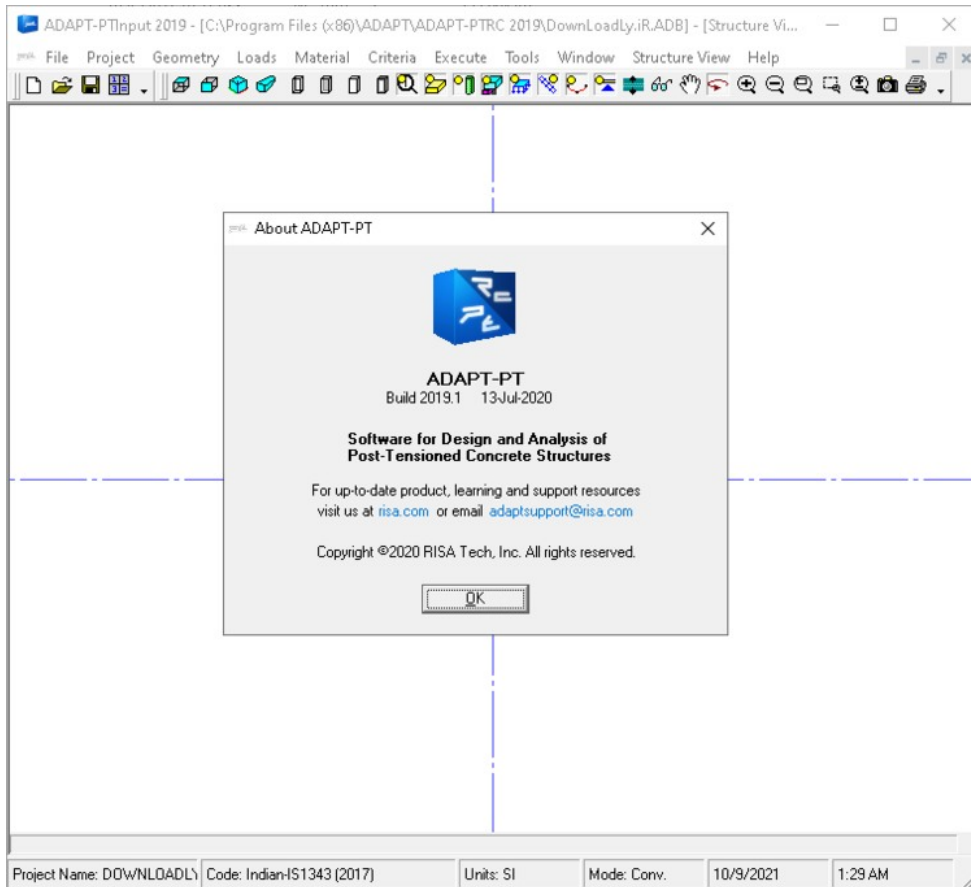 ADAPT-PTInput 2019 - [C:\Program Files (x86)\ADAPT\ADAPT-PTRC 2019\DownLoadLy.iR.ADB] - [Structure Vi...
File Project Geometry Loads Material Criteria Execute Tools Window Structure View Help
About ADAPT-PT
ADAPT-PT
Build 2019.1 13-Jul-2020
Software for Design and Analysis of
Post-Tensioned Concrete Structures
For up-to-date product, learning and support resources
visit us at risa.com or email adaptsupport@risa.com
Copyright ©2020 RISA Tech, Inc. All rights reserved.
OK
Project Name: DOWNLOADL Code: Indian-IS1343 (2017) Units: SI Mode: Conv. 10/9/2021 1:29 AM